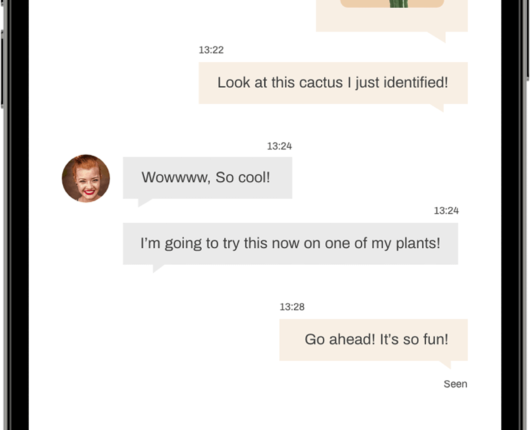 13:22
Look at this cactus I just identified!
13:24
Wowwww, So cool!
13:24
I'm going to try this now on one of my plants!
13:28
Go ahead! It's so fun!
Seen